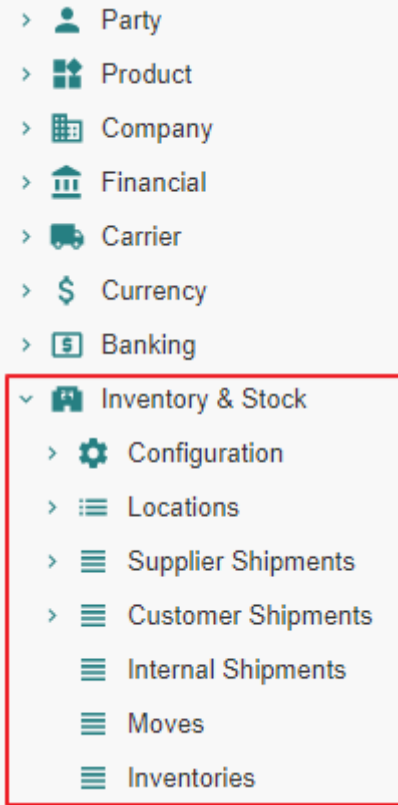 Party
Product
Company
Financial
Carrier
Currency
Banking
Inventory & Stock
Configuration
Locations
Supplier Shipments
Customer Shipments
Internal Shipments
Moves
Inventories